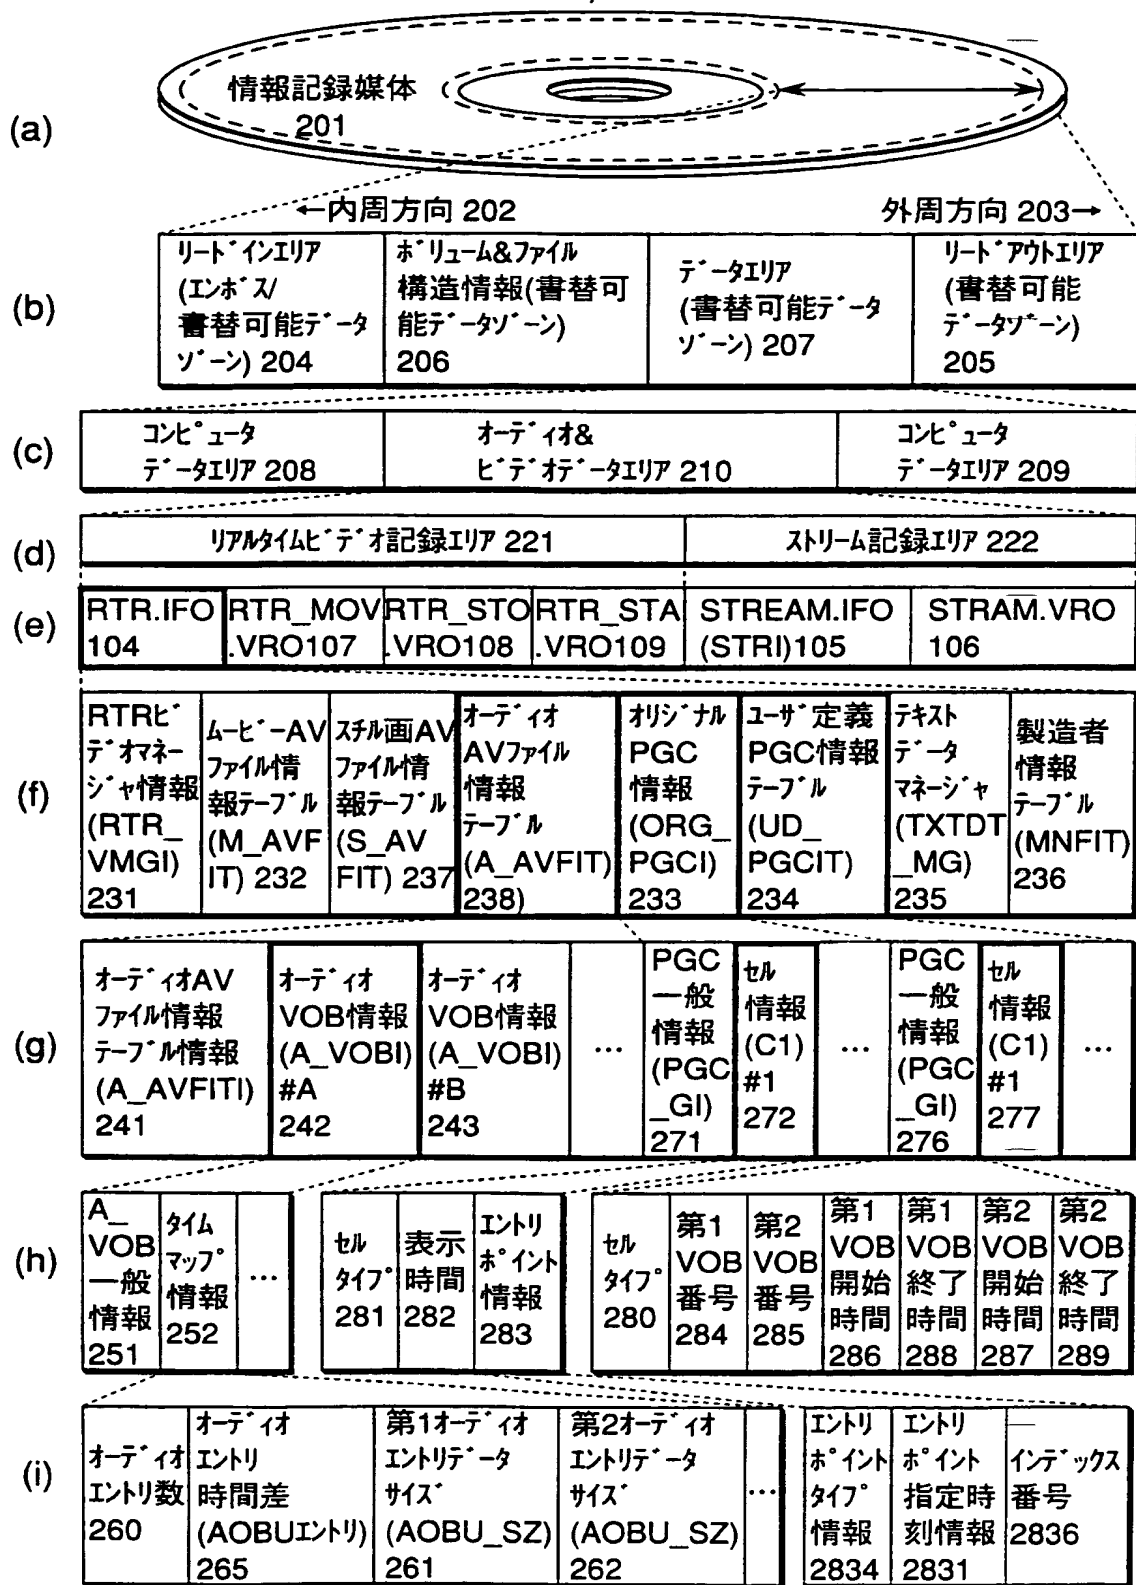 (a)
情報記録媒体
201
←内周方向 202
外周方向 203→
(b)
リードインエリア
(エンボス/
書替可能データ
ゾーン) 204
ボリューム&ファイル
構造情報(書替可
能データゾーン)
206
データエリア
(書替可能データ
ゾーン) 207
リードアウトエリア
(書替可能
データゾーン)
205
(c)
コンピュータ
データエリア 208
オーディオ&
ビデオデータエリア 210
コンピュータ
データエリア 209
(d)
リアルタイムビデオ記録エリア 221
ストリーム記録エリア 222
(e)
RTR.IFO
104
RTR_MOV
.VRO107
RTR_STO
.VRO108
RTR_STA
.VRO109
STREAM.IFO
(STRI)105
STRAM.VRO
106
(f)
RTRビ
デオマネー
ジャ情報
(RTR_
VMGI)
231
ムービーAV
ファイル情
報テーブル
(M_AVF
IT) 232
スチル画AV
ファイル情
報テーブル
(S_AV
FIT) 237
オーディオ
AVファイル
情報
テーブル
(A_AVFIT)
238)
オリジナル
PGC
情報
(ORG_
PGCI)
233
ユーザ定義
PGC情報
テーブル
(UD_
PGCIT)
234
テキスト
データ
マネージャ
(TXTDT
_MG)
235
製造者
情報
テーブル
(MNFIT)
236
(g)
オーディオAV
ファイル情報
テーブル情報
(A_AVFITI)
241
オーディオ
VOB情報
(A_VOBI)
#A
242
オーディオ
VOB情報
(A_VOBI)
#B
243
…
PGC
一般
情報
(PGC
_GI)
271
セル
情報
(C1)
#1
272
…
PGC
一般
情報
(PGC
_GI)
276
セル
情報
(C1)
#1
277
…
(h)
A_
VOB
一般
情報
251
タイム
マップ
情報
252
…
セル
タイプ
281
表示
時間
282
エントリ
ポイント
情報
283
セル
タイプ
280
第1
VOB
番号
284
第2
VOB
番号
285
第1
VOB
開始
時間
286
第1
VOB
終了
時間
288
第2
VOB
開始
時間
287
第2
VOB
終了
時間
289
(i)
オーディオ
エントリ数
260
オーディオ
エントリ
時間差
(AOBUエントリ)
265
第1オーディオ
エントリデータ
サイズ
(AOBU_SZ)
261
第2オーディオ
エントリデータ
サイズ
(AOBU_SZ)
262
…
エントリ
ポイント
タイプ
情報
2834
エントリ
ポイント
指定時
刻情報
2831
インデックス
番号
2836